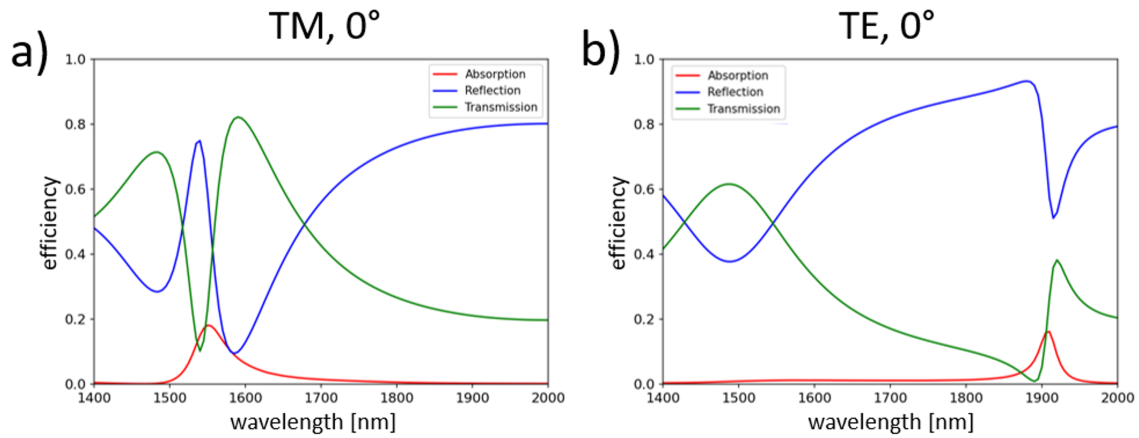 TM, 0°
a)
1.0
0.8
0.6
0.4
0.2
0.0
efficiency
Absorption
Reflection
Transmission
1400 1500 1600 1700 1800 1900 2000
wavelength [nm]
TE, 0°
b)
1.0
0.8
0.6
0.4
0.2
0.0
efficiency
Absorption
Reflection
Transmission
1400 1500 1600 1700 1800 1900 2000
wavelength [nm]